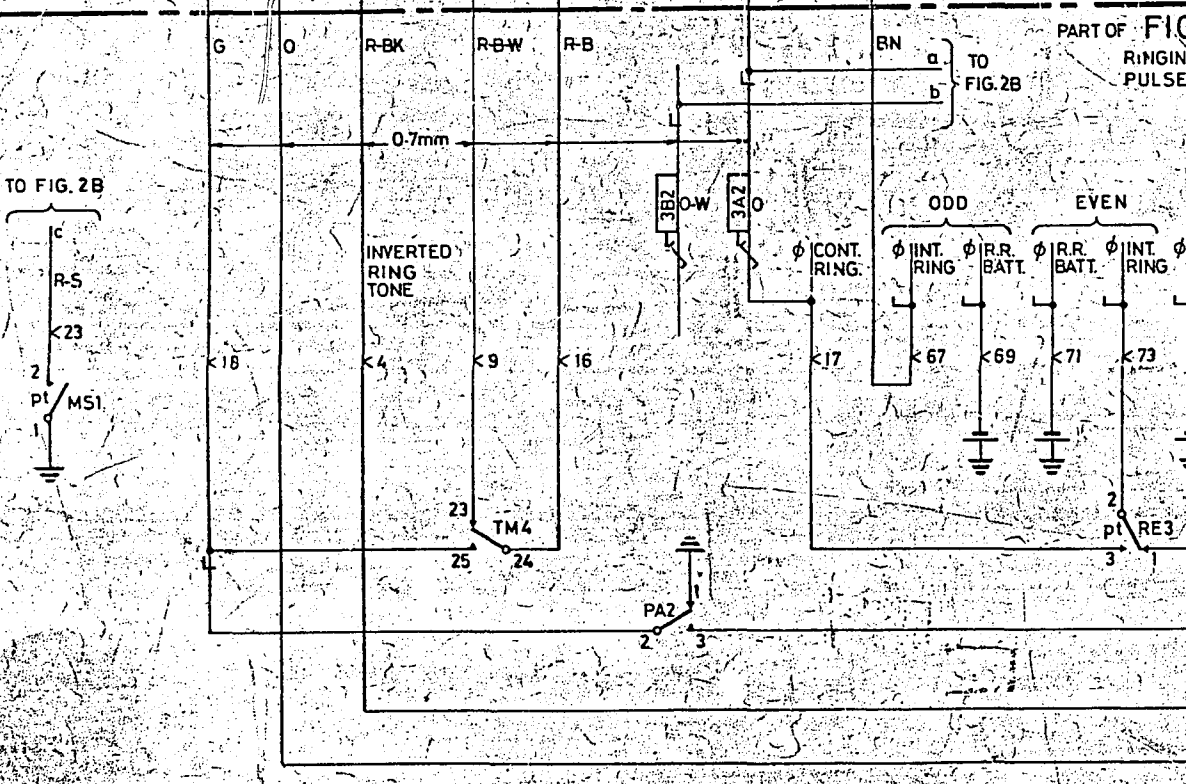 PART OF FIG
G O R-BK R-B-W R-B BN
a TO RINGIN
b FIG. 2B PULSE
0·7mm
TO FIG. 2B
c
3B2 O-W 3A2 O
ODD EVEN
INVERTED
RING
TONE
ϕ CONT. RING.
ϕ INT. RING
ϕ R.R. BATT.
ϕ R.R. BATT.
ϕ INT. RING
ϕ
R-S
<23
<18 <4 <9 <16 <17 <67 <69 <71 <73
2
pt MS1
1
23 TM4
25 24
2
pt RE3
3 1
1
PA2
2 3